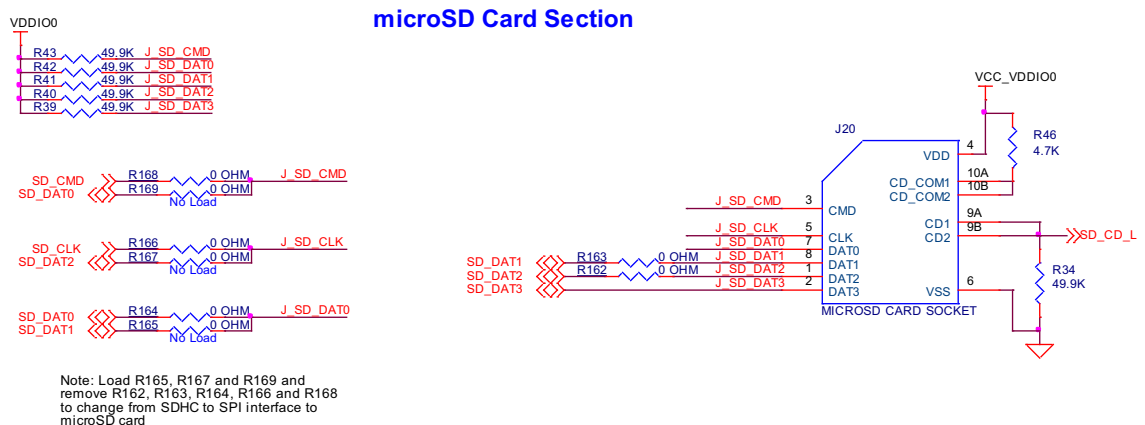 microSD Card Section
VDDIO0
R43 49.9K J_SD_CMD
R42 49.9K J_SD_DAT0
R41 49.9K J_SD_DAT1
R40 49.9K J_SD_DAT2
R39 49.9K J_SD_DAT3
SD_CMD R168 0 OHM J_SD_CMD
SD_DAT0 R169 0 OHM
No Load
SD_CLK R166 0 OHM J_SD_CLK
SD_DAT2 R167 0 OHM
No Load
SD_DAT0 R164 0 OHM J_SD_DAT0
SD_DAT1 R165 0 OHM
No Load
Note: Load R165, R167 and R169 and
remove R162, R163, R164, R166 and R168
to change from SDHC to SPI interface to
microSD card
VCC_VDDIO0
J20
R46
4.7K
VDD 4
CD_COM1 10A
CD_COM2 10B
J_SD_CMD 3 CMD
CD1 9A
J_SD_CLK 5 CLK
CD2 9B SD_CD_L
J_SD_DAT0 7 DAT0
SD_DAT1 R163 0 OHM J_SD_DAT1 8 DAT1
SD_DAT2 R162 0 OHM J_SD_DAT2 1 DAT2
SD_DAT3 J_SD_DAT3 2 DAT3
VSS 6
R34
49.9K
MICROSD CARD SOCKET